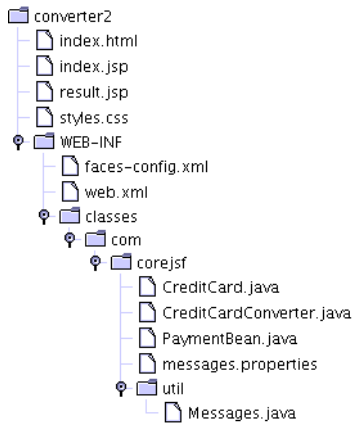 converter2
index.html
index.jsp
result.jsp
styles.css
WEB-INF
faces-config.xml
web.xml
classes
com
corejsf
CreditCard.java
CreditCardConverter.java
PaymentBean.java
messages.properties
util
Messages.java